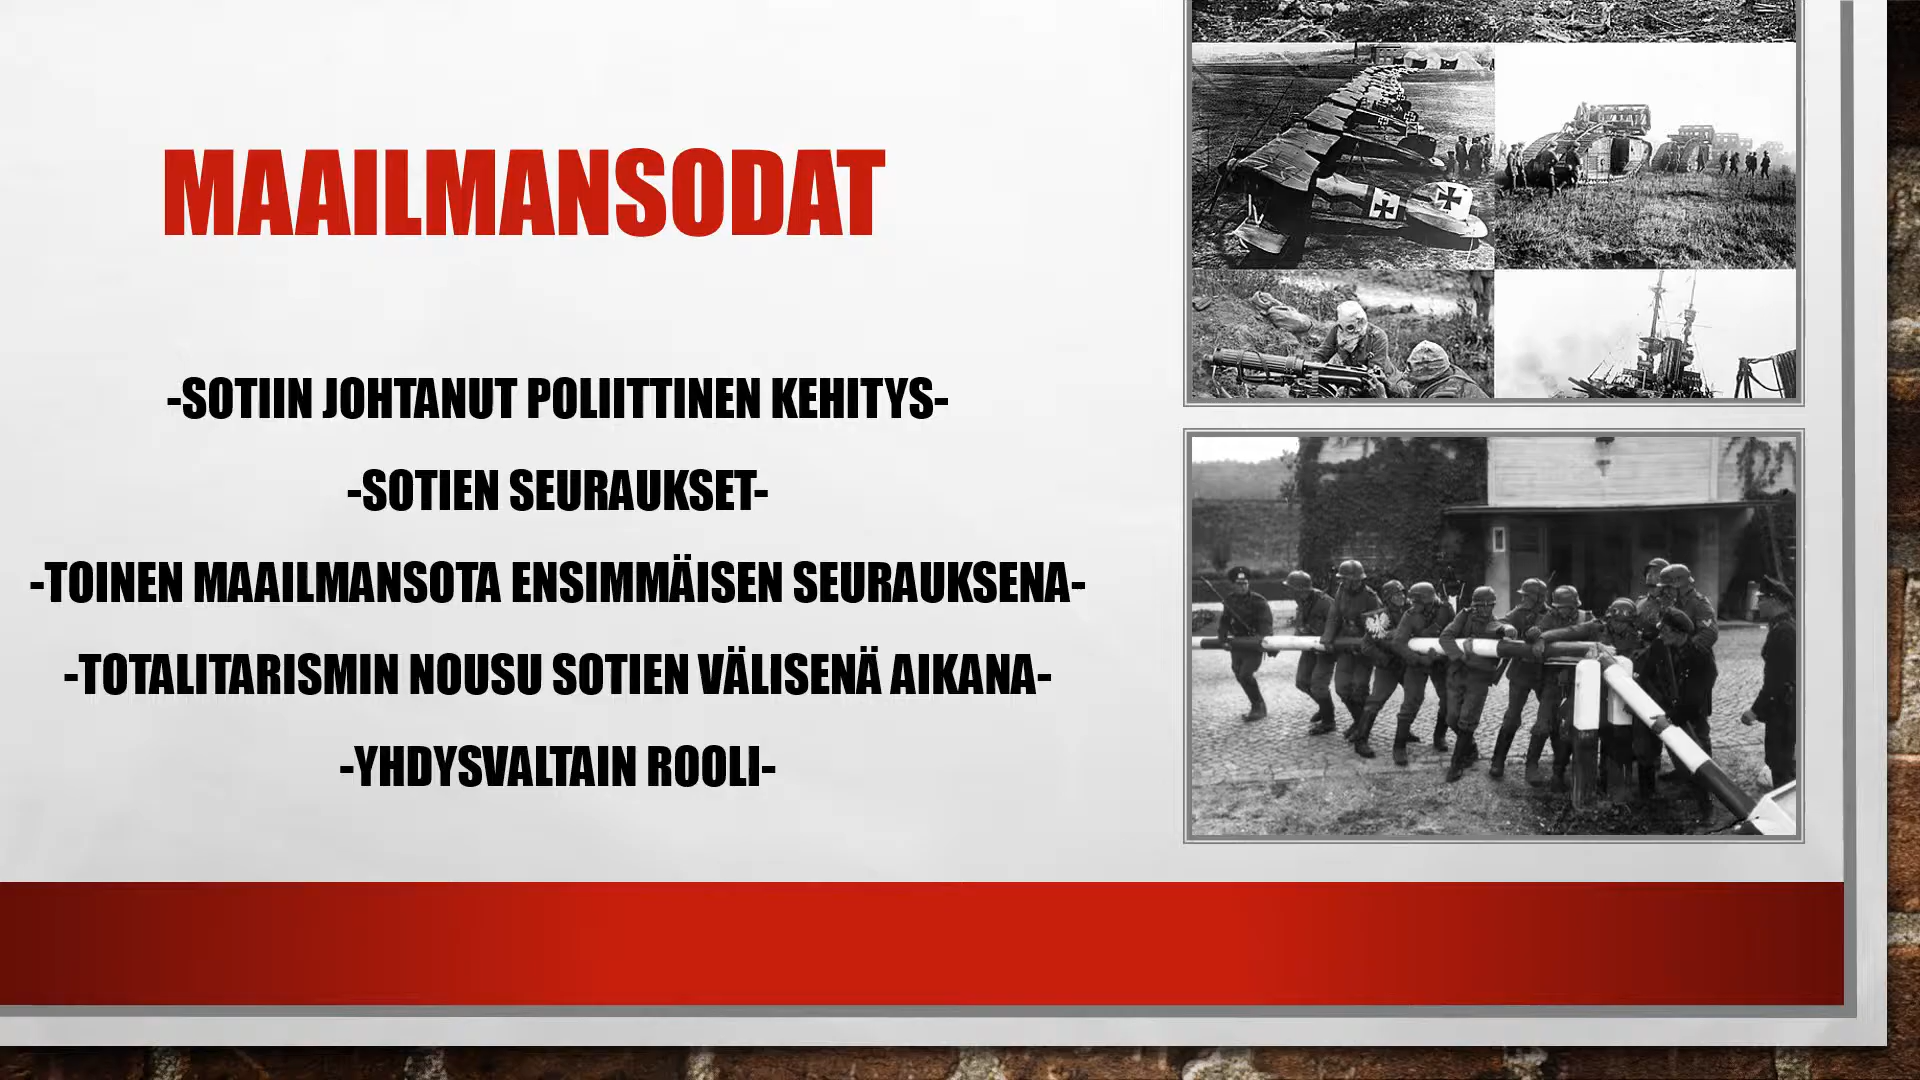 MAAILMANSODAT
-SOTIIN JOHTANUT POLIITTINEN KEHITYS-
-SOTIEN SEURAUKSET-
-TOINEN MAAILMANSOTA ENSIMMÄISEN SEURAUKSENA-
-TOTALITARISMIN NOUSU SOTIEN VÄLISENÄ AIKANA-
-YHDYSVALTAIN ROOLI-